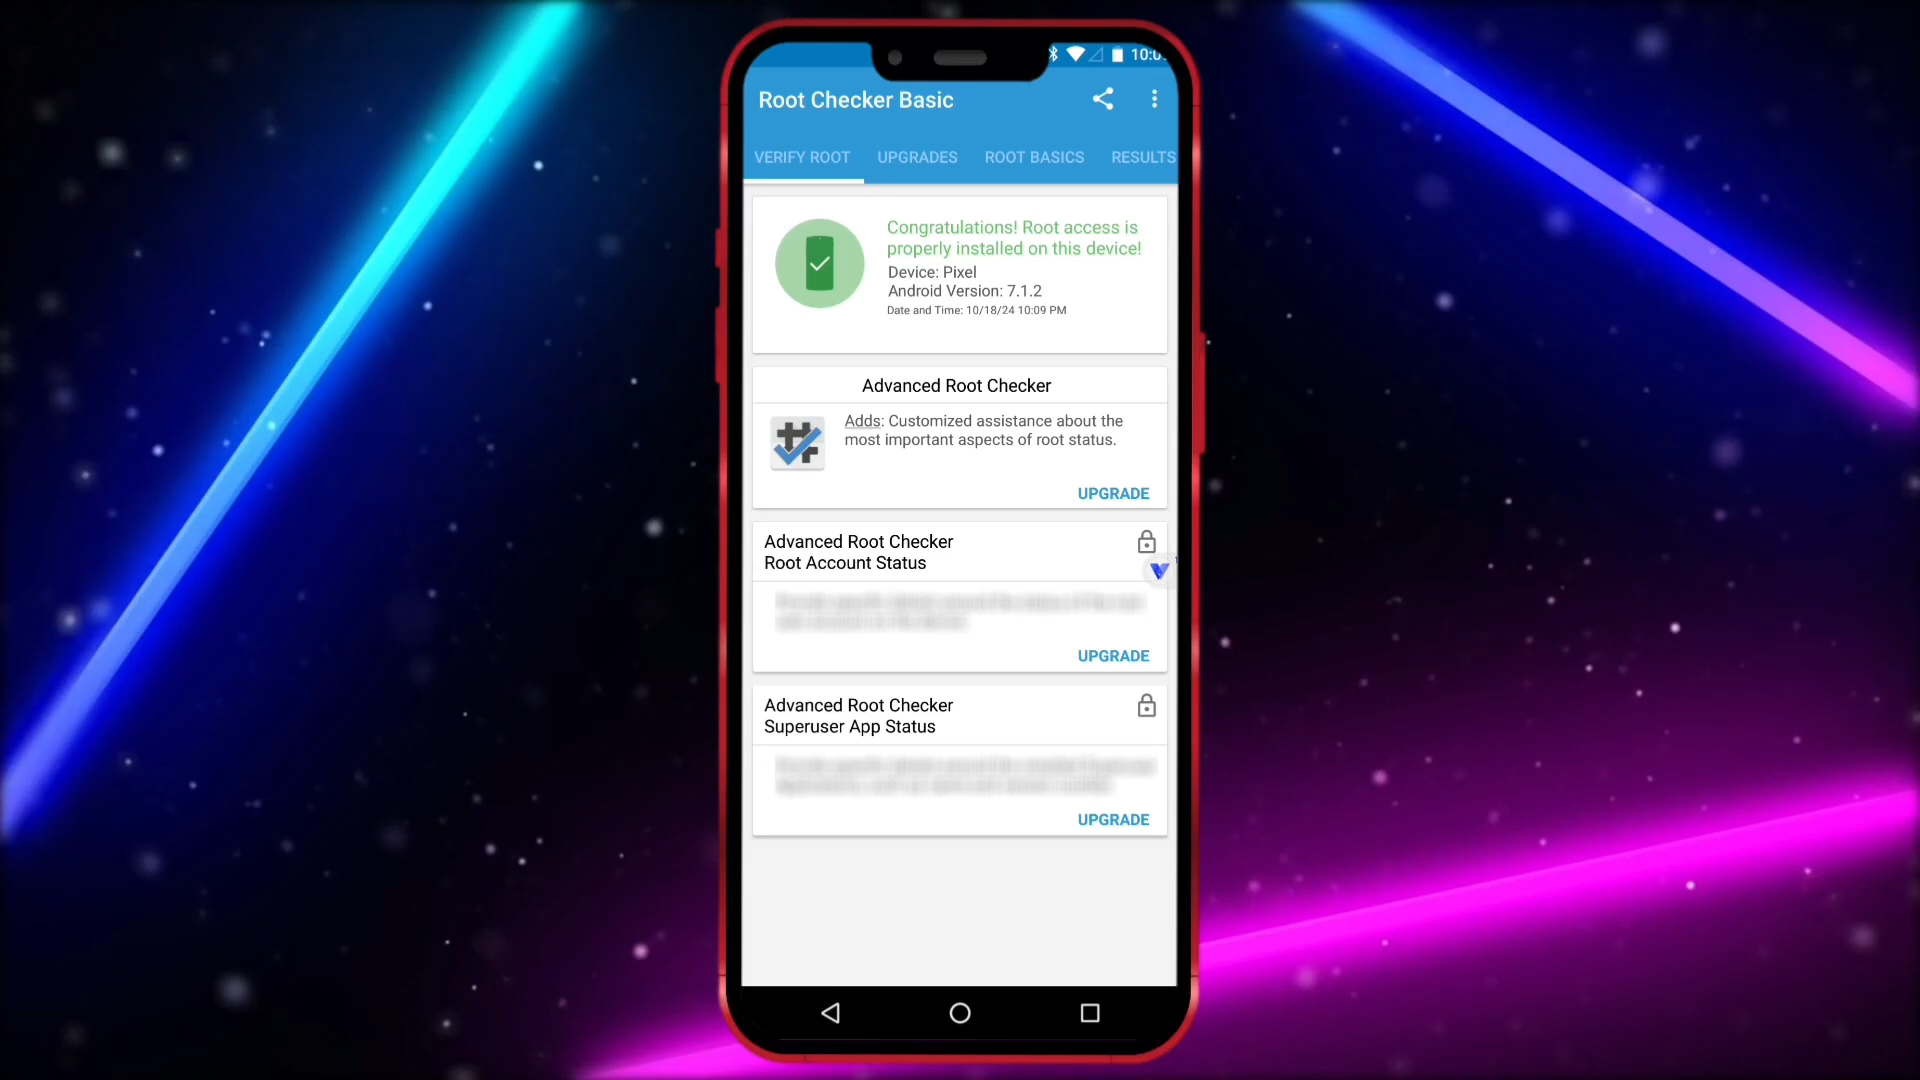 10:0
Root Checker Basic
VERIFY ROOT UPGRADES ROOT BASICS RESULTS
Congratulations! Root access is
properly installed on this device!
Device: Pixel
Android Version: 7.1.2
Date and Time: 10/18/24 10:09 PM
Advanced Root Checker
Adds: Customized assistance about the
most important aspects of root status.
UPGRADE
Advanced Root Checker
Root Account Status
UPGRADE
Advanced Root Checker
Superuser App Status
UPGRADE